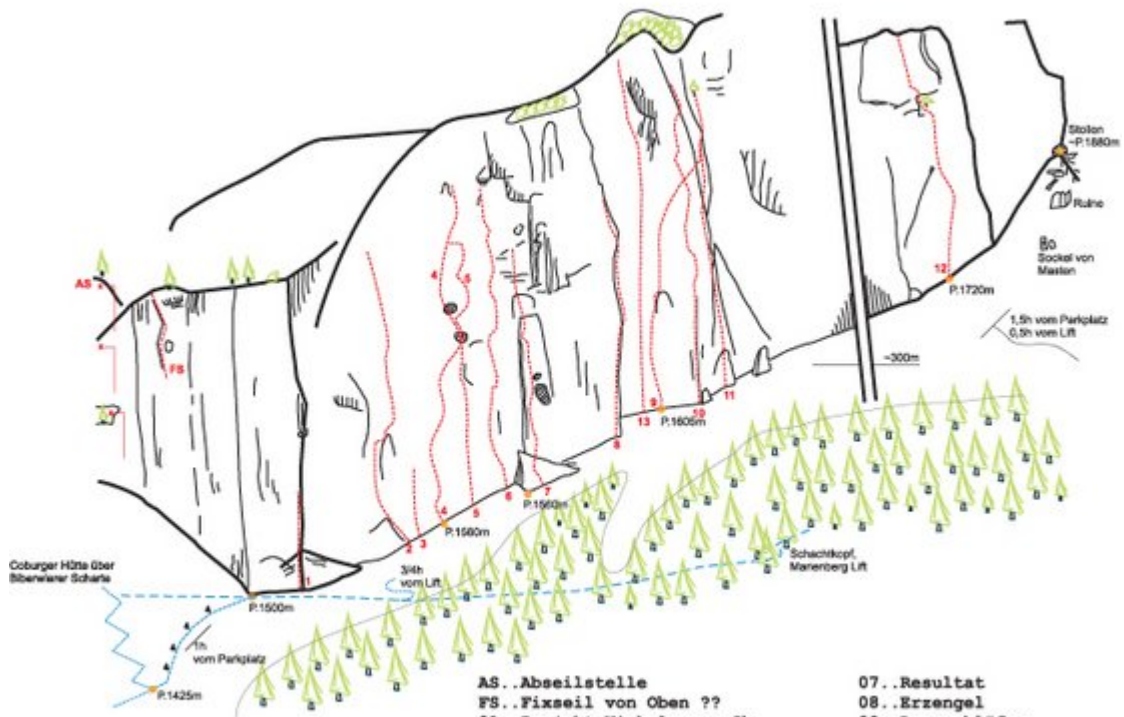 Stollen
~P.1880m
Ruine
Sockel von
Masten
AS
FS
4
5
12
P.1720m
1,5h vom Parkplatz
0,5h vom Lift
~300m
11
9
13
10
P.1605m
8
6
7
P.1560m
4
5
P.1560m
2
3
1
P.1500m
3/4h
vom Lift
Schachtkopf,
Marienberg Lift
Coburger Hütte über
Biberwierer Scharte
1h
vom Parkplatz
P.1425m
AS..Abseilstelle
FS..Fixseil von Oben ??
07..Resultat
08..Erzengel